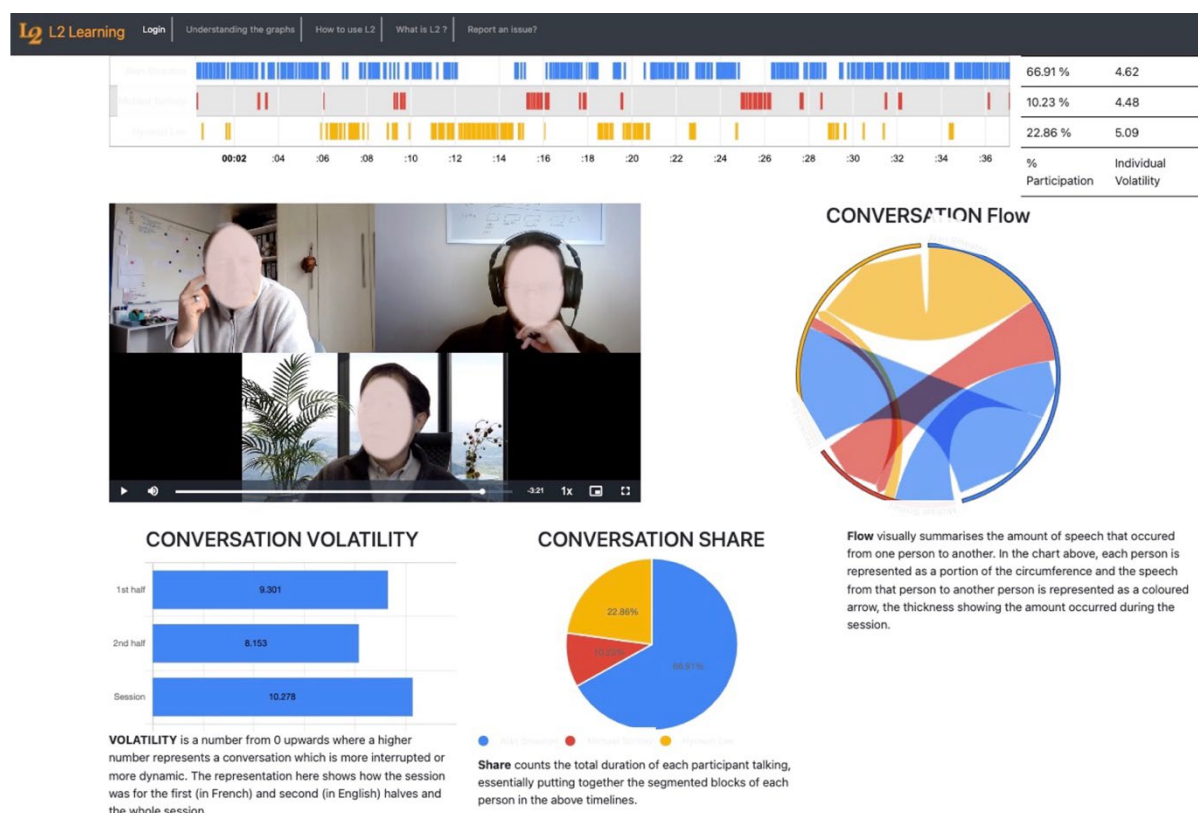 L2 L2 Learning Login Understanding the graphs How to use L2 What is L2 ? Report an issue?
66.91 % 4.62
10.23 % 4.48
22.86 % 5.09
00:02 :04 :06 :08 :10 :12 :14 :16 :18 :20 :22 :24 :26 :28 :30 :32 :34 :36
% Individual
Participation Volatility
CONVERSATION Flow
-3:21 1x
CONVERSATION VOLATILITY
1st half 9.301
2nd half 8.153
Session 10.278
VOLATILITY is a number from 0 upwards where a higher
number represents a conversation which is more interrupted or
more dynamic. The representation here shows how the session
was for the first (in French) and second (in English) halves and
the whole session
CONVERSATION SHARE
22.86%
10.23%
66.91%
Share counts the total duration of each participant talking,
essentially putting together the segmented blocks of each
person in the above timelines.
Flow visually summarises the amount of speech that occured
from one person to another. In the chart above, each person is
represented as a portion of the circumference and the speech
from that person to another person is represented as a coloured
arrow, the thickness showing the amount occurred during the
session.